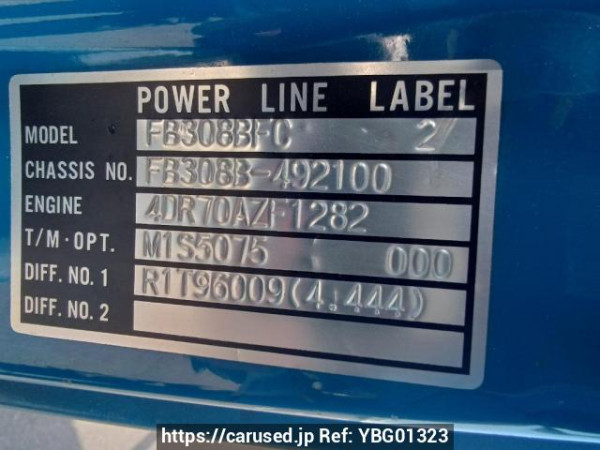 POWER LINE LABEL
MODEL FB308BFC 2
CHASSIS NO. FB308B-492100
ENGINE 4DR70AZF1282
T/M·OPT. M1S5075 000
DIFF. NO. 1 R1T96009(4.444)
DIFF. NO. 2
https://carused.jp Ref: YBG01323